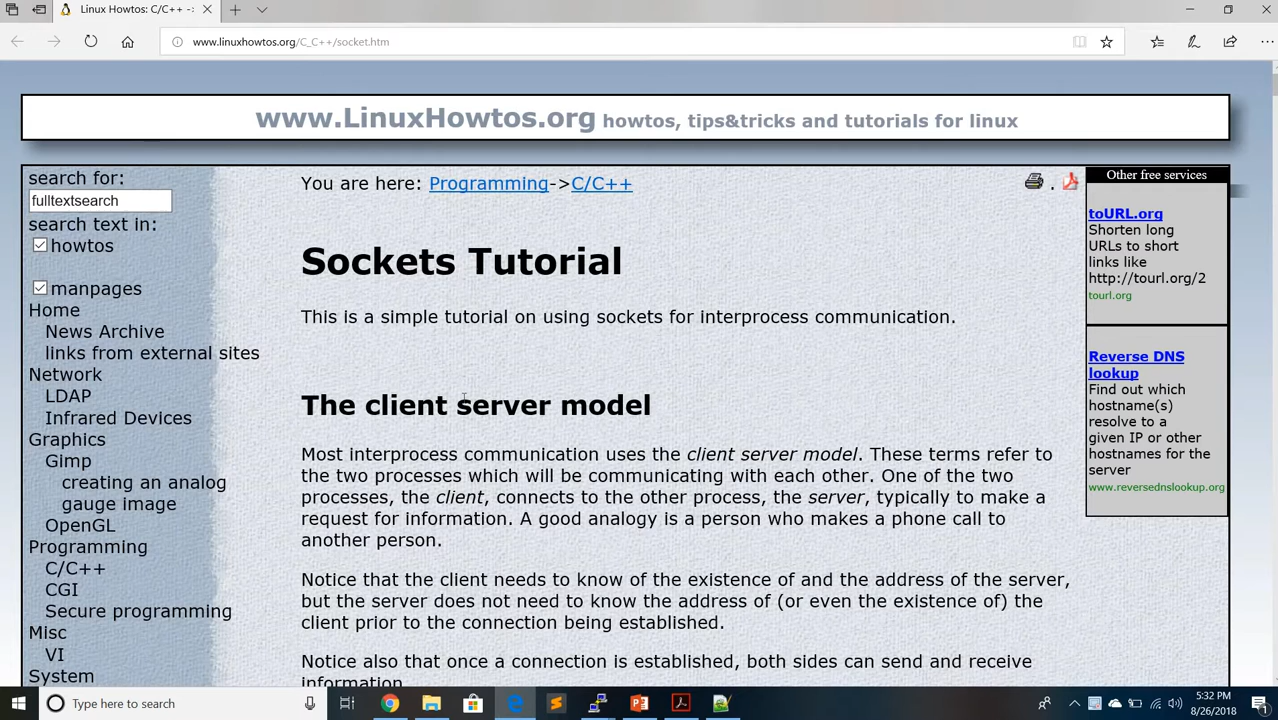 Linux Howtos: C/C++ ->
www.linuxhowtos.org/C_C++/socket.htm
www.LinuxHowtos.org howtos, tips&tricks and tutorials for linux
search for:
fulltextsearch
search text in:
howtos
manpages
Home
News Archive
links from external sites
Network
LDAP
Infrared Devices
Graphics
Gimp
creating an analog
gauge image
OpenGL
Programming
C/C++
CGI
Secure programming
Misc
VI
System
You are here: Programming->C/C++
Sockets Tutorial
This is a simple tutorial on using sockets for interprocess communication.
The client server model
Most interprocess communication uses the client server model. These terms refer to
the two processes which will be communicating with each other. One of the two
processes, the client, connects to the other process, the server, typically to make a
request for information. A good analogy is a person who makes a phone call to
another person.
Notice that the client needs to know of the existence of and the address of the server,
but the server does not need to know the address of (or even the existence of) the
client prior to the connection being established.
Notice also that once a connection is established, both sides can send and receive
information.
Other free services
toURL.org
Shorten long
URLs to short
links like
http://tourl.org/2
tourl.org
Reverse DNS
lookup
Find out which
hostname(s)
resolve to a
given IP or other
hostnames for the
server
www.reversednslookup.org
Type here to search
5:32 PM
8/26/2018